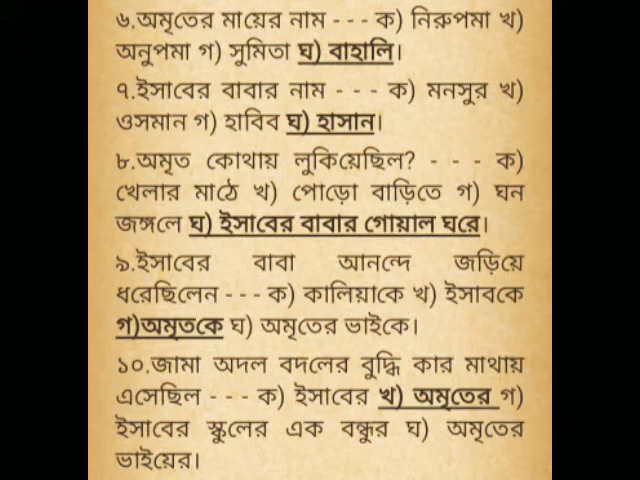 ৬.অমৃতের মায়ের নাম - - - ক) নিরুপমা খ)
অনুপমা গ) সুমিতা ঘ) বাহালি।
৭.ইসাবের বাবার নাম - - - ক) মনসুর খ)
ওসমান গ) হাবিব ঘ) হাসান।
৮.অমৃত কোথায় লুকিয়েছিল? - - - ক)
খেলার মাঠে খ) পোড়ো বাড়িতে গ) ঘন
জঙ্গলে ঘ) ইসাবের বাবার গোয়াল ঘরে।
৯.ইসাবের বাবা আনন্দে জড়িয়ে
ধরেছিলেন - - - ক) কালিয়াকে খ) ইসাবকে
গ)অমৃতকে ঘ) অমৃতের ভাইকে।
১০.জামা অদল বদলের বুদ্ধি কার মাথায়
এসেছিল - - - ক) ইসাবের খ) অমৃতের গ)
ইসাবের স্কুলের এক বন্ধুর ঘ) অমৃতের
ভাইয়ের।